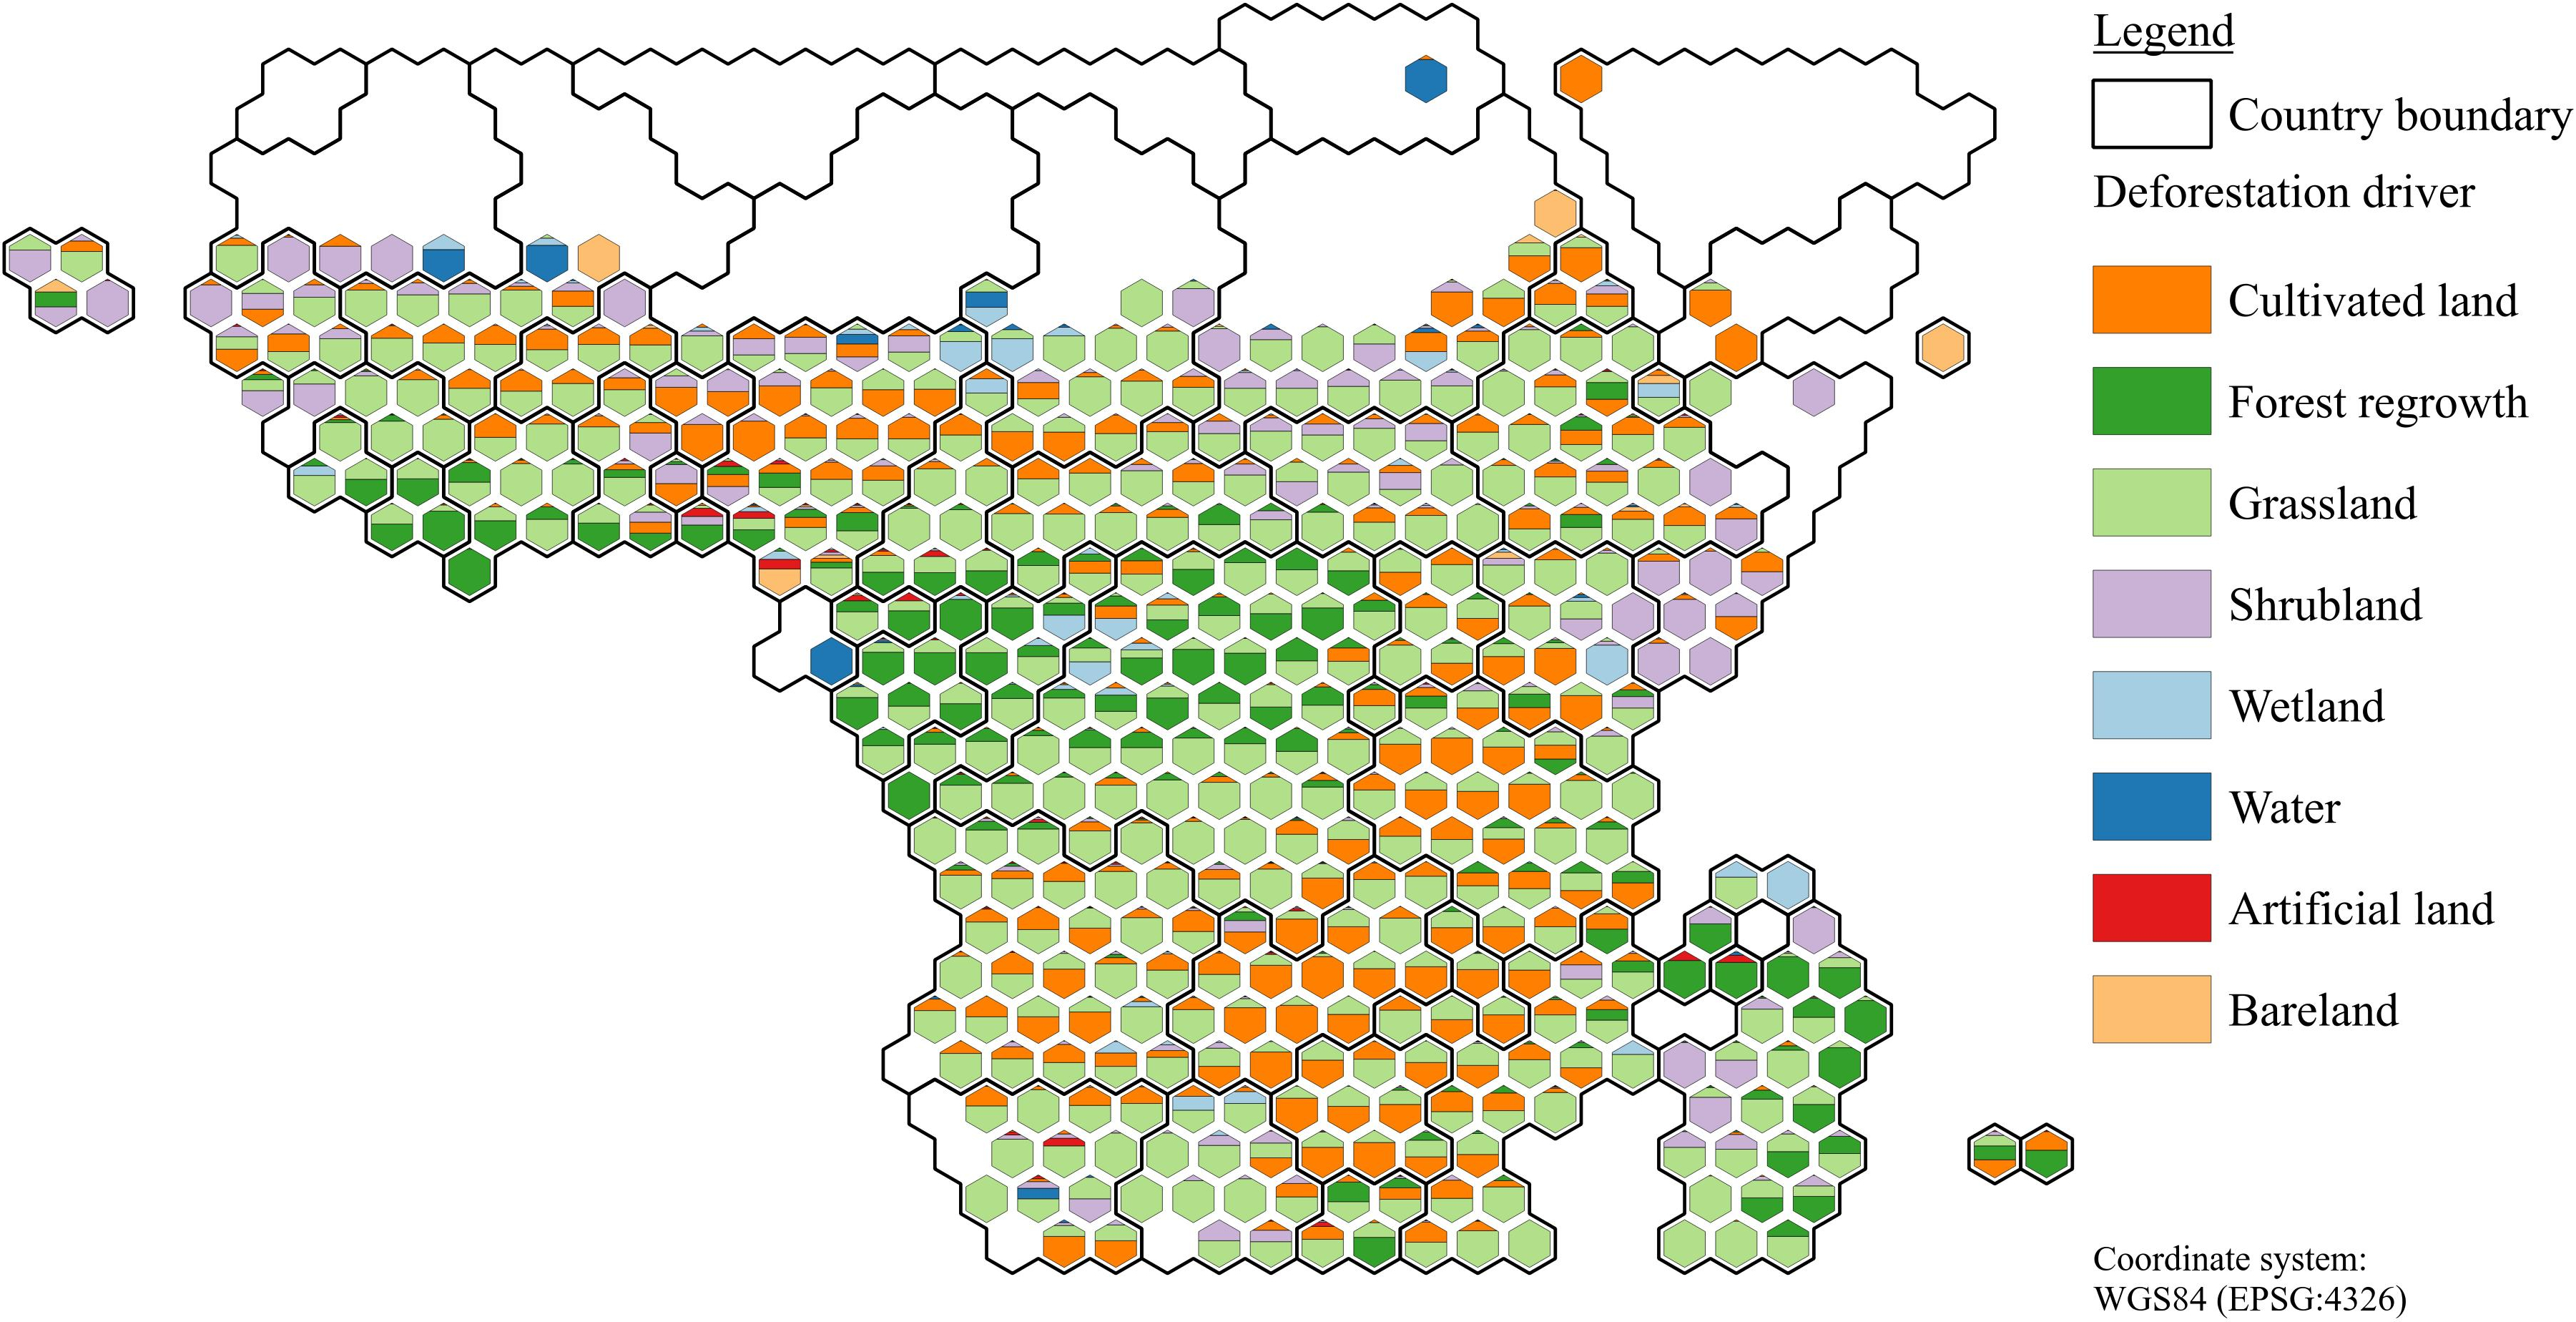 Legend
Country boundary
Deforestation driver
Cultivated land
Forest regrowth
Grassland
Shrubland
Wetland
Water
Artificial land
Bareland
Coordinate system:
WGS84 (EPSG:4326)